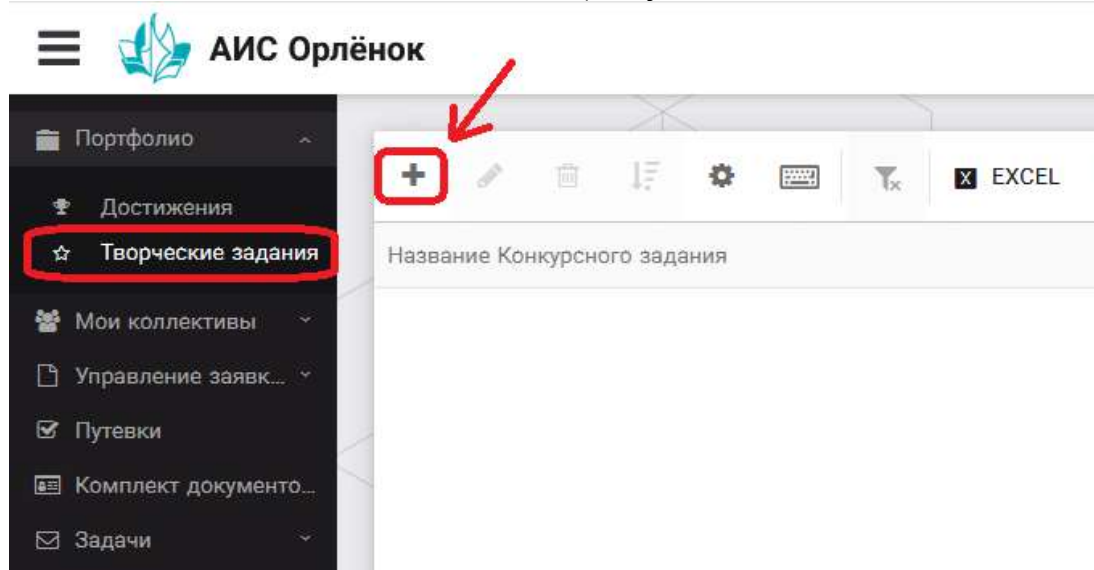 АИС Орлёнок
Портфолио
Достижения
Творческие задания
Мои коллективы
Управление заявк...
Путевки
Комплект документо...
Задачи
X EXCEL
Название Конкурсного задания